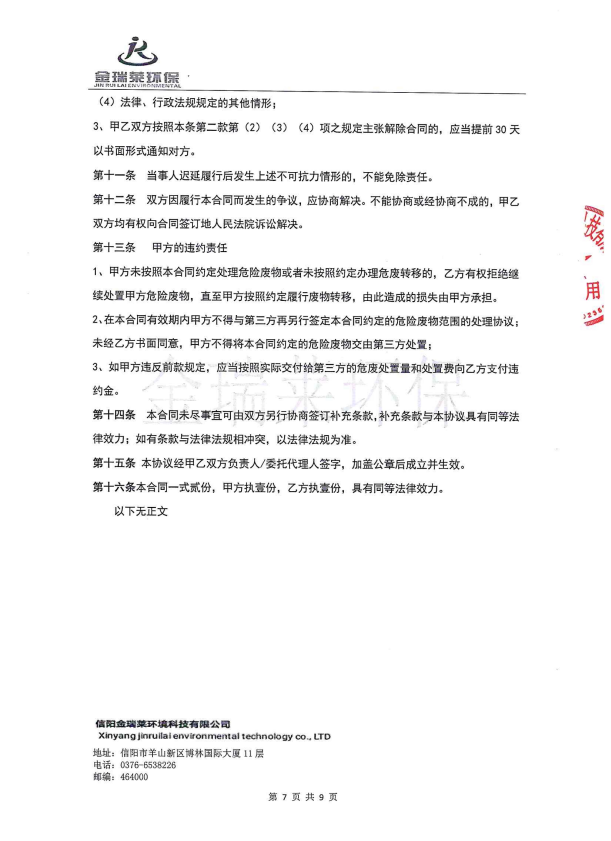 金瑞莱环保
JIN RUI LAI ENVIRONMENTAL
（4）法律、行政法规规定的其他情形；
3、甲乙双方按照本条第二款第（2）（3）（4）项之规定主张解除合同的，应当提前 30 天
以书面形式通知对方。
第十一条 当事人迟延履行后发生上述不可抗力情形的，不能免除责任。
第十二条 双方因履行本合同而发生的争议，应协商解决。不能协商或经协商不成的，甲乙
双方均有权向合同签订地人民法院诉讼解决。
第十三条 甲方的违约责任
1、甲方未按照本合同约定处理危险废物或者未按照约定办理危废转移的，乙方有权拒绝继
续处置甲方危险废物，直至甲方按照约定履行废物转移，由此造成的损失由甲方承担。
2、在本合同有效期内甲方不得与第三方再另行签定本合同约定的危险废物范围的处理协议；
未经乙方书面同意，甲方不得将本合同约定的危险废物交由第三方处置；
3、如甲方违反前款规定，应当按照实际交付给第三方的危废处置量和处置费向乙方支付违
约金。
金瑞莱环保
第十四条 本合同未尽事宜可由双方另行协商签订补充条款，补充条款与本协议具有同等法
律效力；如有条款与法律法规相冲突，以法律法规为准。
第十五条 本协议经甲乙双方负责人/委托代理人签字，加盖公章后成立并生效。
第十六条本合同一式贰份，甲方执壹份，乙方执壹份，具有同等法律效力。
以下无正文
用
信阳金瑞莱环境科技有限公司
Xinyang jinruilai environmental technology co., LTD
地址：信阳市羊山新区博林国际大厦 11 层
电话：0376-6538226
邮编：464000
第 7 页 共 9 页